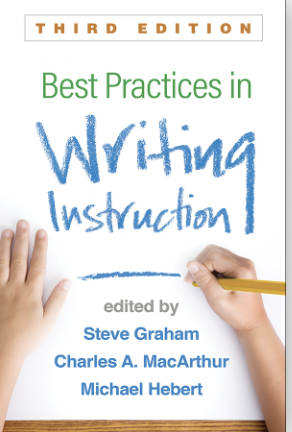 THIRD EDITION
Best Practices in
Writing
Instruction
edited by
Steve Graham
Charles A. MacArthur
Michael Hebert